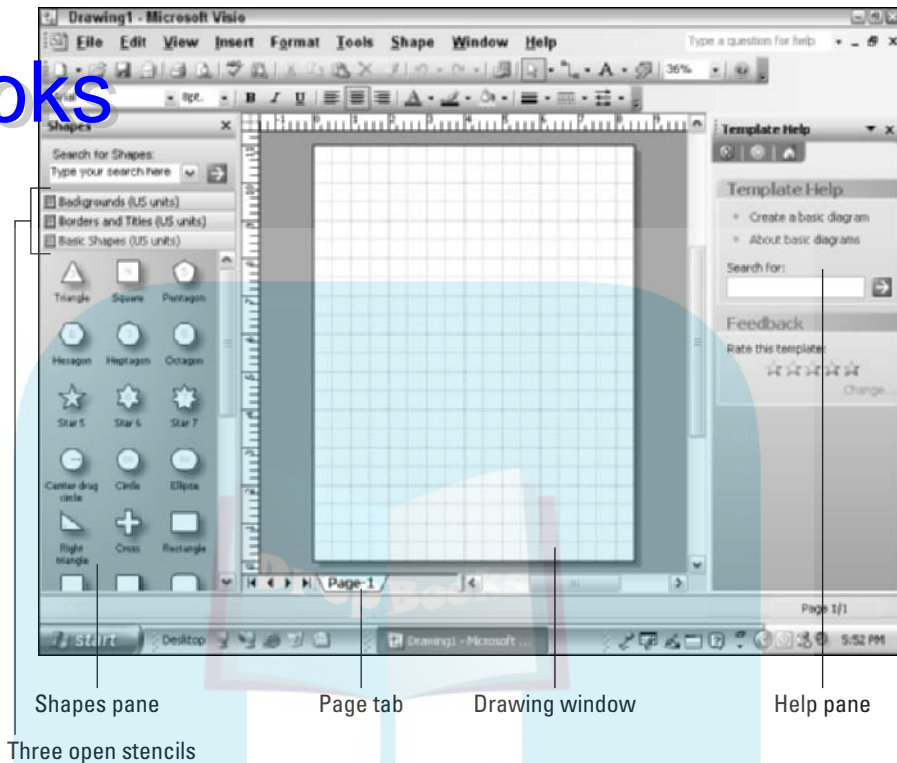 Drawing1 - Microsoft Visio
File Edit View Insert Format Tools Shape Window Help
Type a question for help
36%
Arial 8pt. B I U
oks
Shapes
Search for Shapes:
Type your search here
Backgrounds (US units)
Borders and Titles (US units)
Basic Shapes (US units)
Triangle Square Pentagon
Hexagon Heptagon Octagon
Star 5 Star 6 Star 7
Center drag circle Circle Ellipse
Right triangle Cross Rectangle
Template Help
Template Help
Create a basic diagram
About basic diagrams
Search for:
Feedback
Rate this template:
Change...
Drop Books
Page-1
Page 1/1
start Desktop Drawing1 - Microsoft ... 5:52 PM
Shapes pane Page tab Drawing window Help pane
Three open stencils